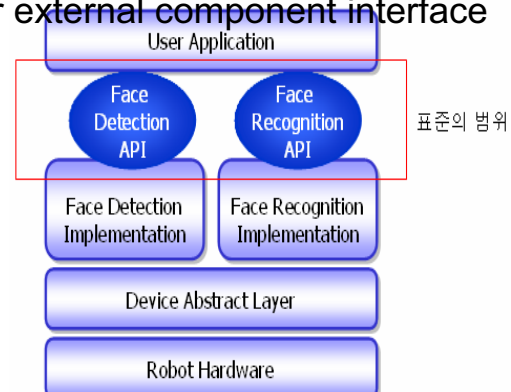 r external component interface
User Application
Face
Detection
API
Face
Recognition
API
표준의 범위
Face Detection
Implementation
Face Recognition
Implementation
Device Abstract Layer
Robot Hardware